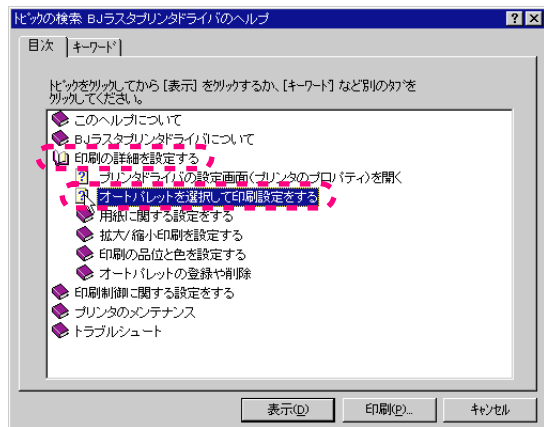 ﾄﾋﾟｯｸの検索 BJラスタプリンタドライバのヘルプ
目次
ｷｰﾜｰﾄﾞ
ﾄﾋﾟｯｸをｸﾘｯｸしてから [表示] をｸﾘｯｸするか、[ｷｰﾜｰﾄﾞ] など別のﾀﾌﾞを
ｸﾘｯｸしてください。
このヘルプについて
BJラスタプリンタドライバについて
印刷の詳細を設定する
プリンタドライバの設定画面(プリンタのプロパティ)を開く
オートパレットを選択して印刷設定をする
用紙に関する設定をする
拡大/縮小印刷を設定する
印刷の品位と色を設定する
オートパレットの登録や削除
印刷制御に関する設定をする
プリンタのメンテナンス
トラブルシュート
表示(D)
印刷(P)...
ｷｬﾝｾﾙ